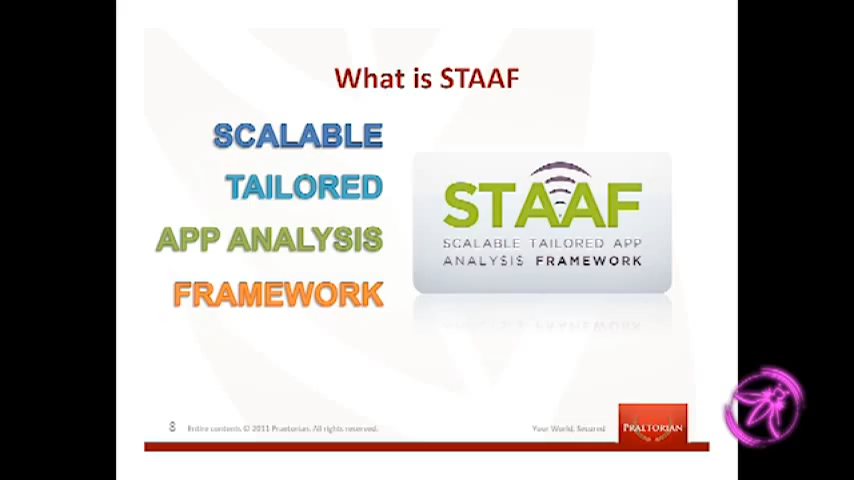 What is STAAF
SCALABLE
TAILORED
APP ANALYSIS
FRAMEWORK
STAAF
SCALABLE TAILORED APP
ANALYSIS FRAMEWORK
8
Entire contents © 2011 Praetorian. All rights reserved.
Your World, Secured
PRAETORIAN